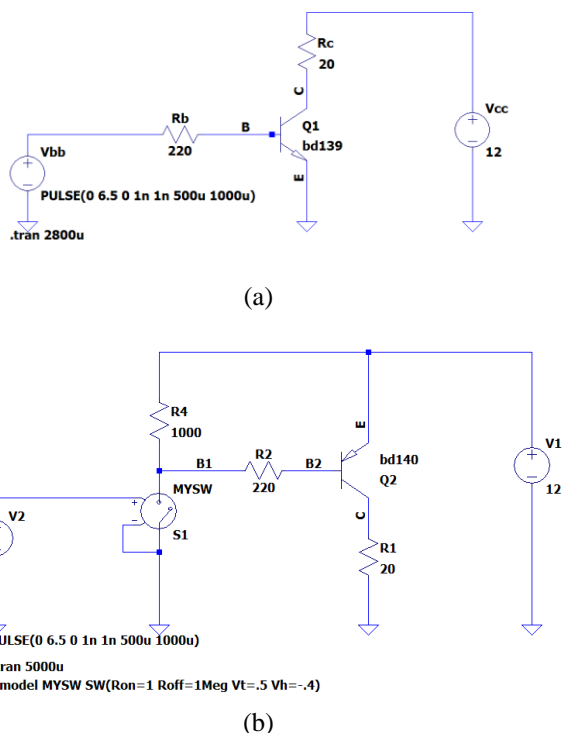 Rc
20
C
Rb
B
Q1
Vcc
220
bd139
Vbb
12
E
PULSE(0 6.5 0 1n 1n 500u 1000u)
.tran 2800u
(a)
R4
1000
E
V1
B1
R2
B2
bd140
220
Q2
12
MYSW
V2
C
S1
R1
20
ULSE(0 6.5 0 1n 1n 500u 1000u)
ran 5000u
model MYSW SW(Ron=1 Roff=1Meg Vt=.5 Vh=-.4)
(b)